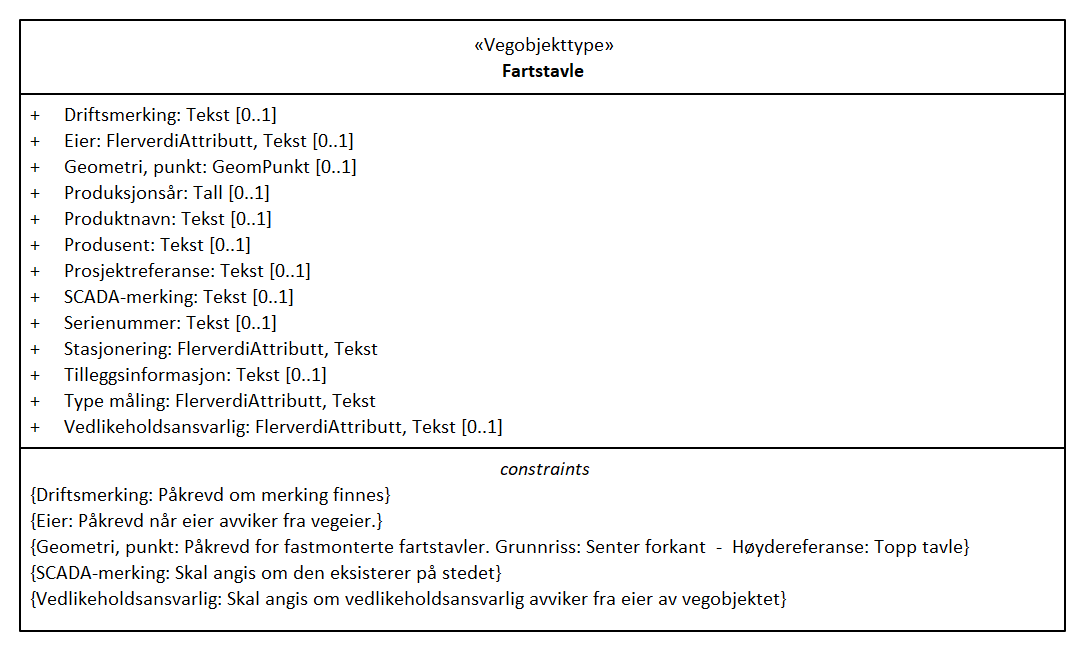 «Vegobjekttype»
Fartstavle
+ Driftsmerking: Tekst [0..1]
+ Eier: FlerverdiAttributt, Tekst [0..1]
+ Geometri, punkt: GeomPunkt [0..1]
+ Produksjonsår: Tall [0..1]
+ Produktnavn: Tekst [0..1]
+ Produsent: Tekst [0..1]
+ Prosjektreferanse: Tekst [0..1]
+ SCADA-merking: Tekst [0..1]
+ Serienummer: Tekst [0..1]
+ Stasjonering: FlerverdiAttributt, Tekst
+ Tilleggsinformasjon: Tekst [0..1]
+ Type måling: FlerverdiAttributt, Tekst
+ Vedlikeholdsansvarlig: FlerverdiAttributt, Tekst [0..1]
constraints
{Driftsmerking: Påkrevd om merking finnes}
{Eier: Påkrevd når eier avviker fra vegeier.}
{Geometri, punkt: Påkrevd for fastmonterte fartstavler. Grunnriss: Senter forkant - Høydereferanse: Topp tavle}
{SCADA-merking: Skal angis om den eksisterer på stedet}
{Vedlikeholdsansvarlig: Skal angis om vedlikeholdsansvarlig avviker fra eier av vegobjektet}